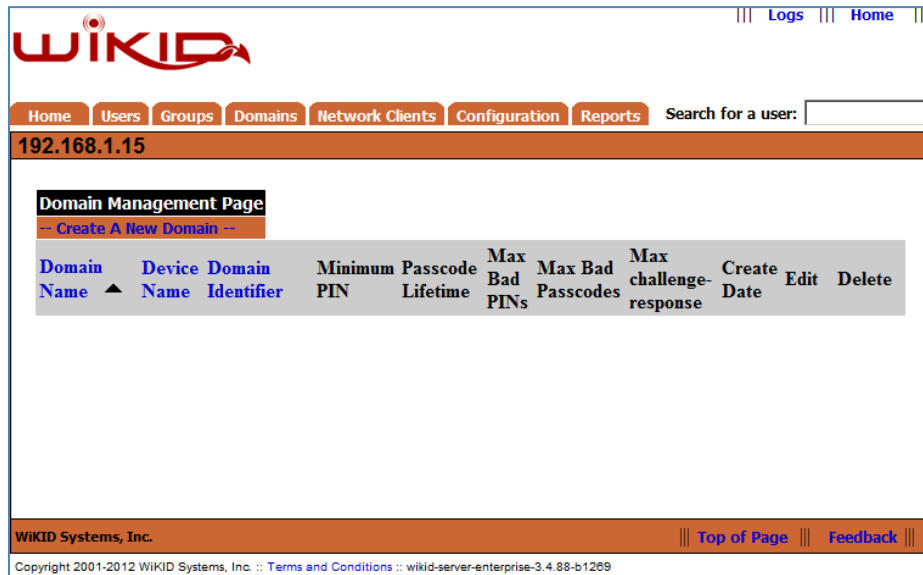 ||| Logs ||| Home ||
WiKID
Home Users Groups Domains Network Clients Configuration Reports Search for a user:
192.168.1.15
Domain Management Page
-- Create A New Domain --
Domain Name ▲ Device Name Domain Identifier Minimum PIN Passcode Lifetime Max Bad PINs Max Bad Passcodes Max challenge-response Create Date Edit Delete
WiKID Systems, Inc. ||| Top of Page ||| Feedback |||
Copyright 2001-2012 WiKID Systems, Inc. :: Terms and Conditions :: wikid-server-enterprise-3.4.88-b1269